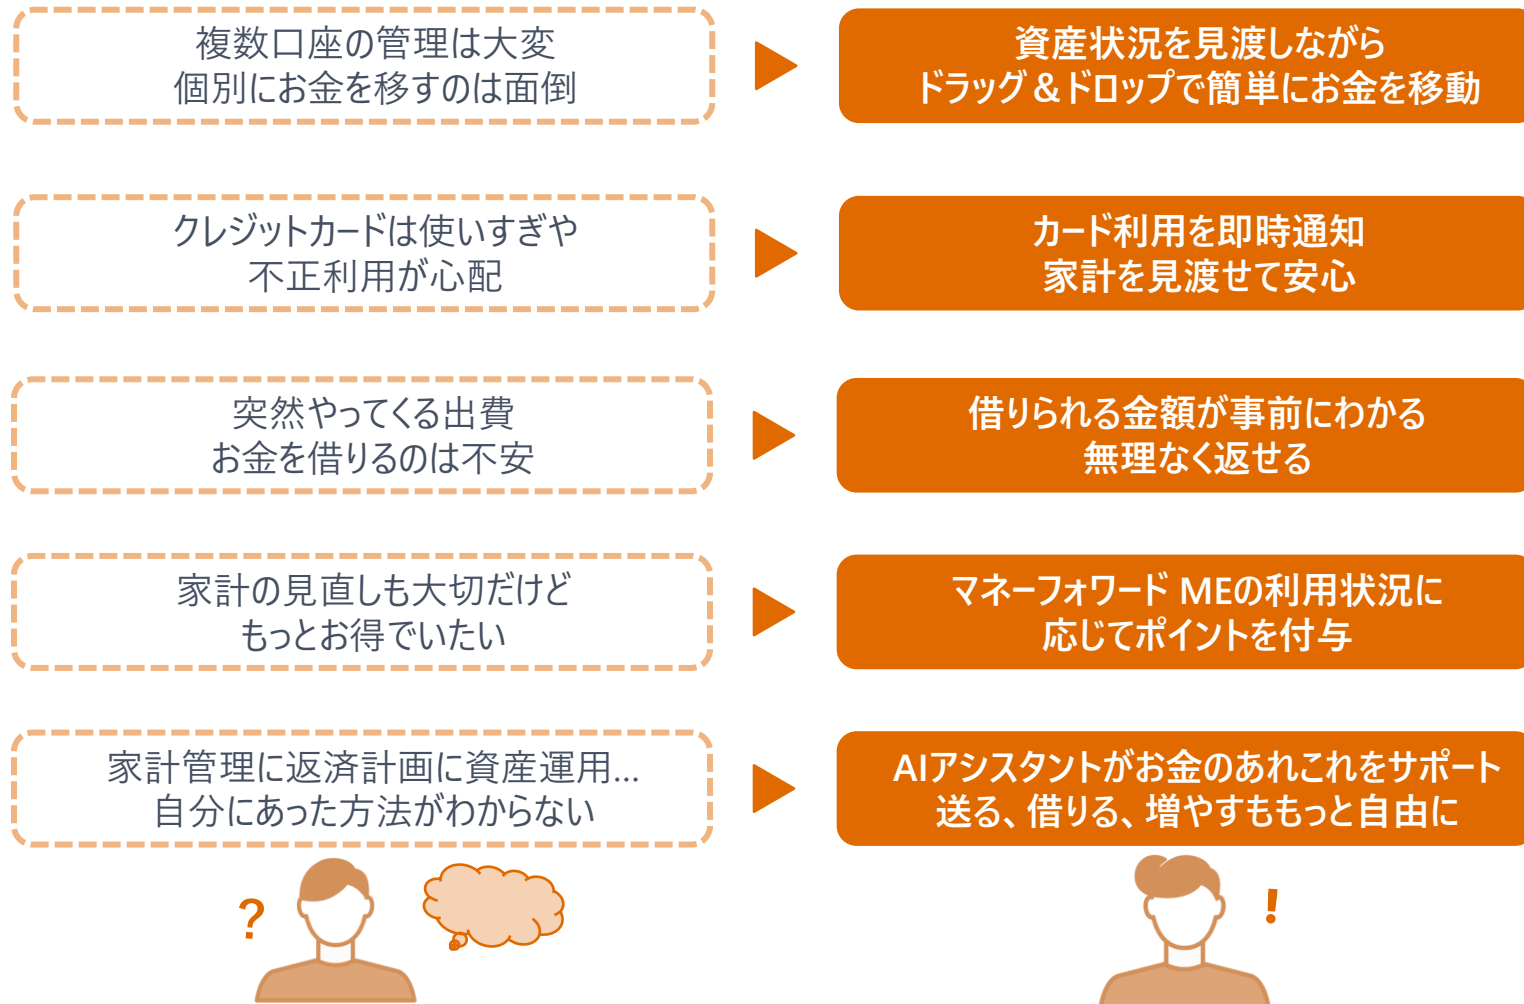 複数口座の管理は大変
個別にお金を移すのは面倒
資産状況を見渡しながら
ドラッグ＆ドロップで簡単にお金を移動
クレジットカードは使いすぎや
不正利用が心配
カード利用を即時通知
家計を見渡せて安心
突然やってくる出費
お金を借りるのは不安
借りられる金額が事前にわかる
無理なく返せる
家計の見直しも大切だけど
もっとお得でいたい
マネーフォワード MEの利用状況に
応じてポイントを付与
家計管理に返済計画に資産運用...
自分にあった方法がわからない
AIアシスタントがお金のあれこれをサポート
送る、借りる、増やすももっと自由に
?
!